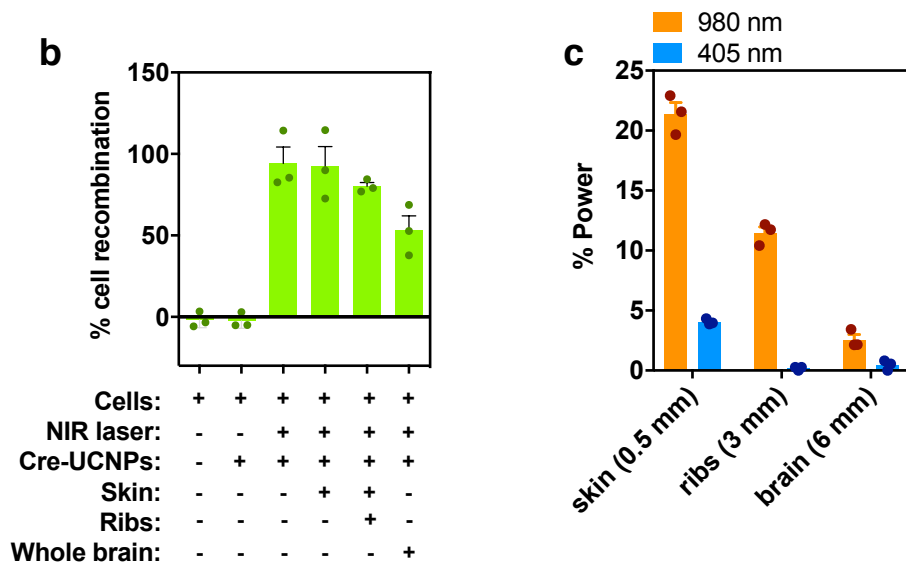 b
% cell recombination
150
100
50
0
Cells: + + + + + +
NIR laser: - - + + + +
Cre-UCNPs: - + + + + +
Skin: - - - + + -
Ribs: - - - - + -
Whole brain: - - - - - +
980 nm
405 nm
c
% Power
25
20
15
10
5
0
skin (0.5 mm)
ribs (3 mm)
brain (6 mm)